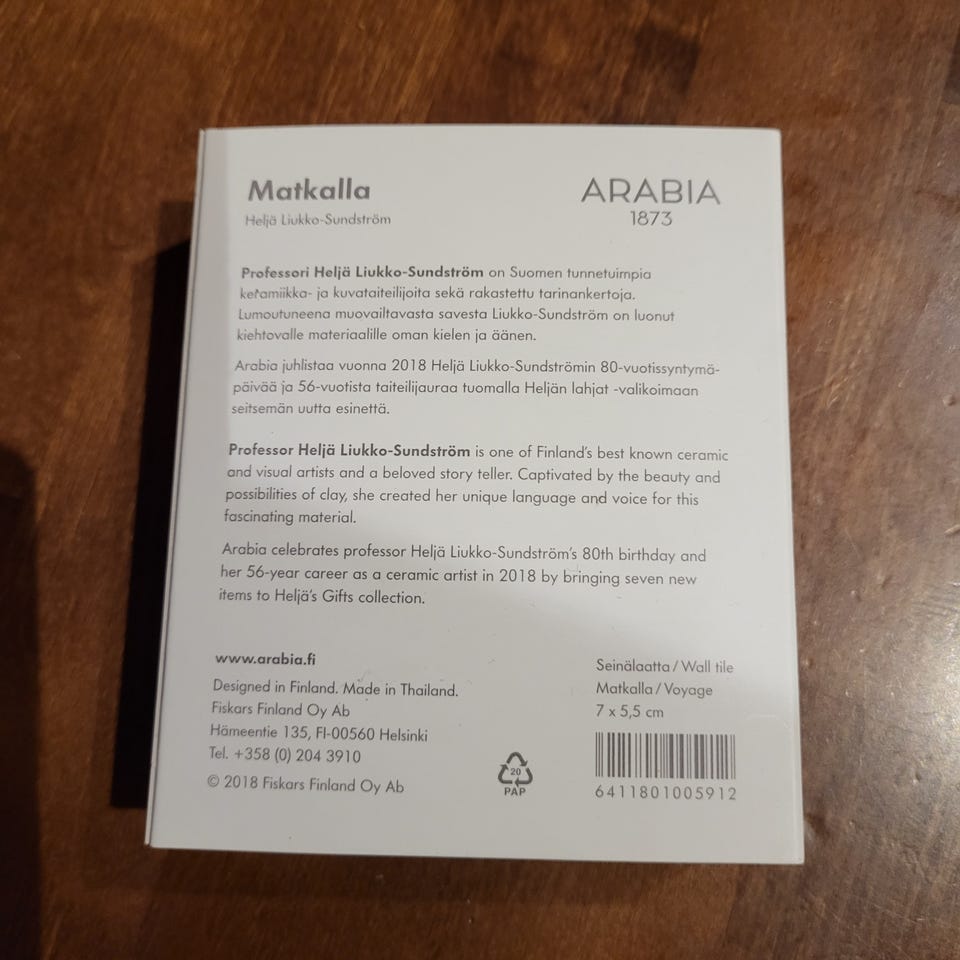 Matkalla
Heljä Liukko-Sundström
ARABIA
1873
Professori Heljä Liukko-Sundström on Suomen tunnetuimpia
keramiikka- ja kuvataiteilijoita sekä rakastettu tarinankertoja.
Lumoutuneena muovailtavasta savesta Liukko-Sundström on luonut
kiehtovalle materiaalille oman kielen ja äänen.
Arabia juhlistaa vuonna 2018 Heljä Liukko-Sundströmin 80-vuotissyntymä-
päivää ja 56-vuotista taiteilijauraa tuomalla Heljän lahjat -valikoimaan
seitsemän uutta esinettä.
Professor Heljä Liukko-Sundström is one of Finland's best known ceramic
and visual artists and a beloved story teller. Captivated by the beauty and
possibilities of clay, she created her unique language and voice for this
fascinating material.
Arabia celebrates professor Heljä Liukko-Sundström's 80th birthday and
her 56-year career as a ceramic artist in 2018 by bringing seven new
items to Heljä's Gifts collection.
www.arabia.fi
Designed in Finland. Made in Thailand.
Fiskars Finland Oy Ab
Hämeentie 135, FI-00560 Helsinki
Tel. +358 (0) 204 3910
© 2018 Fiskars Finland Oy Ab
20
PAP
Seinälaatta / Wall tile
Matkalla / Voyage
7 x 5,5 cm
6411801005912